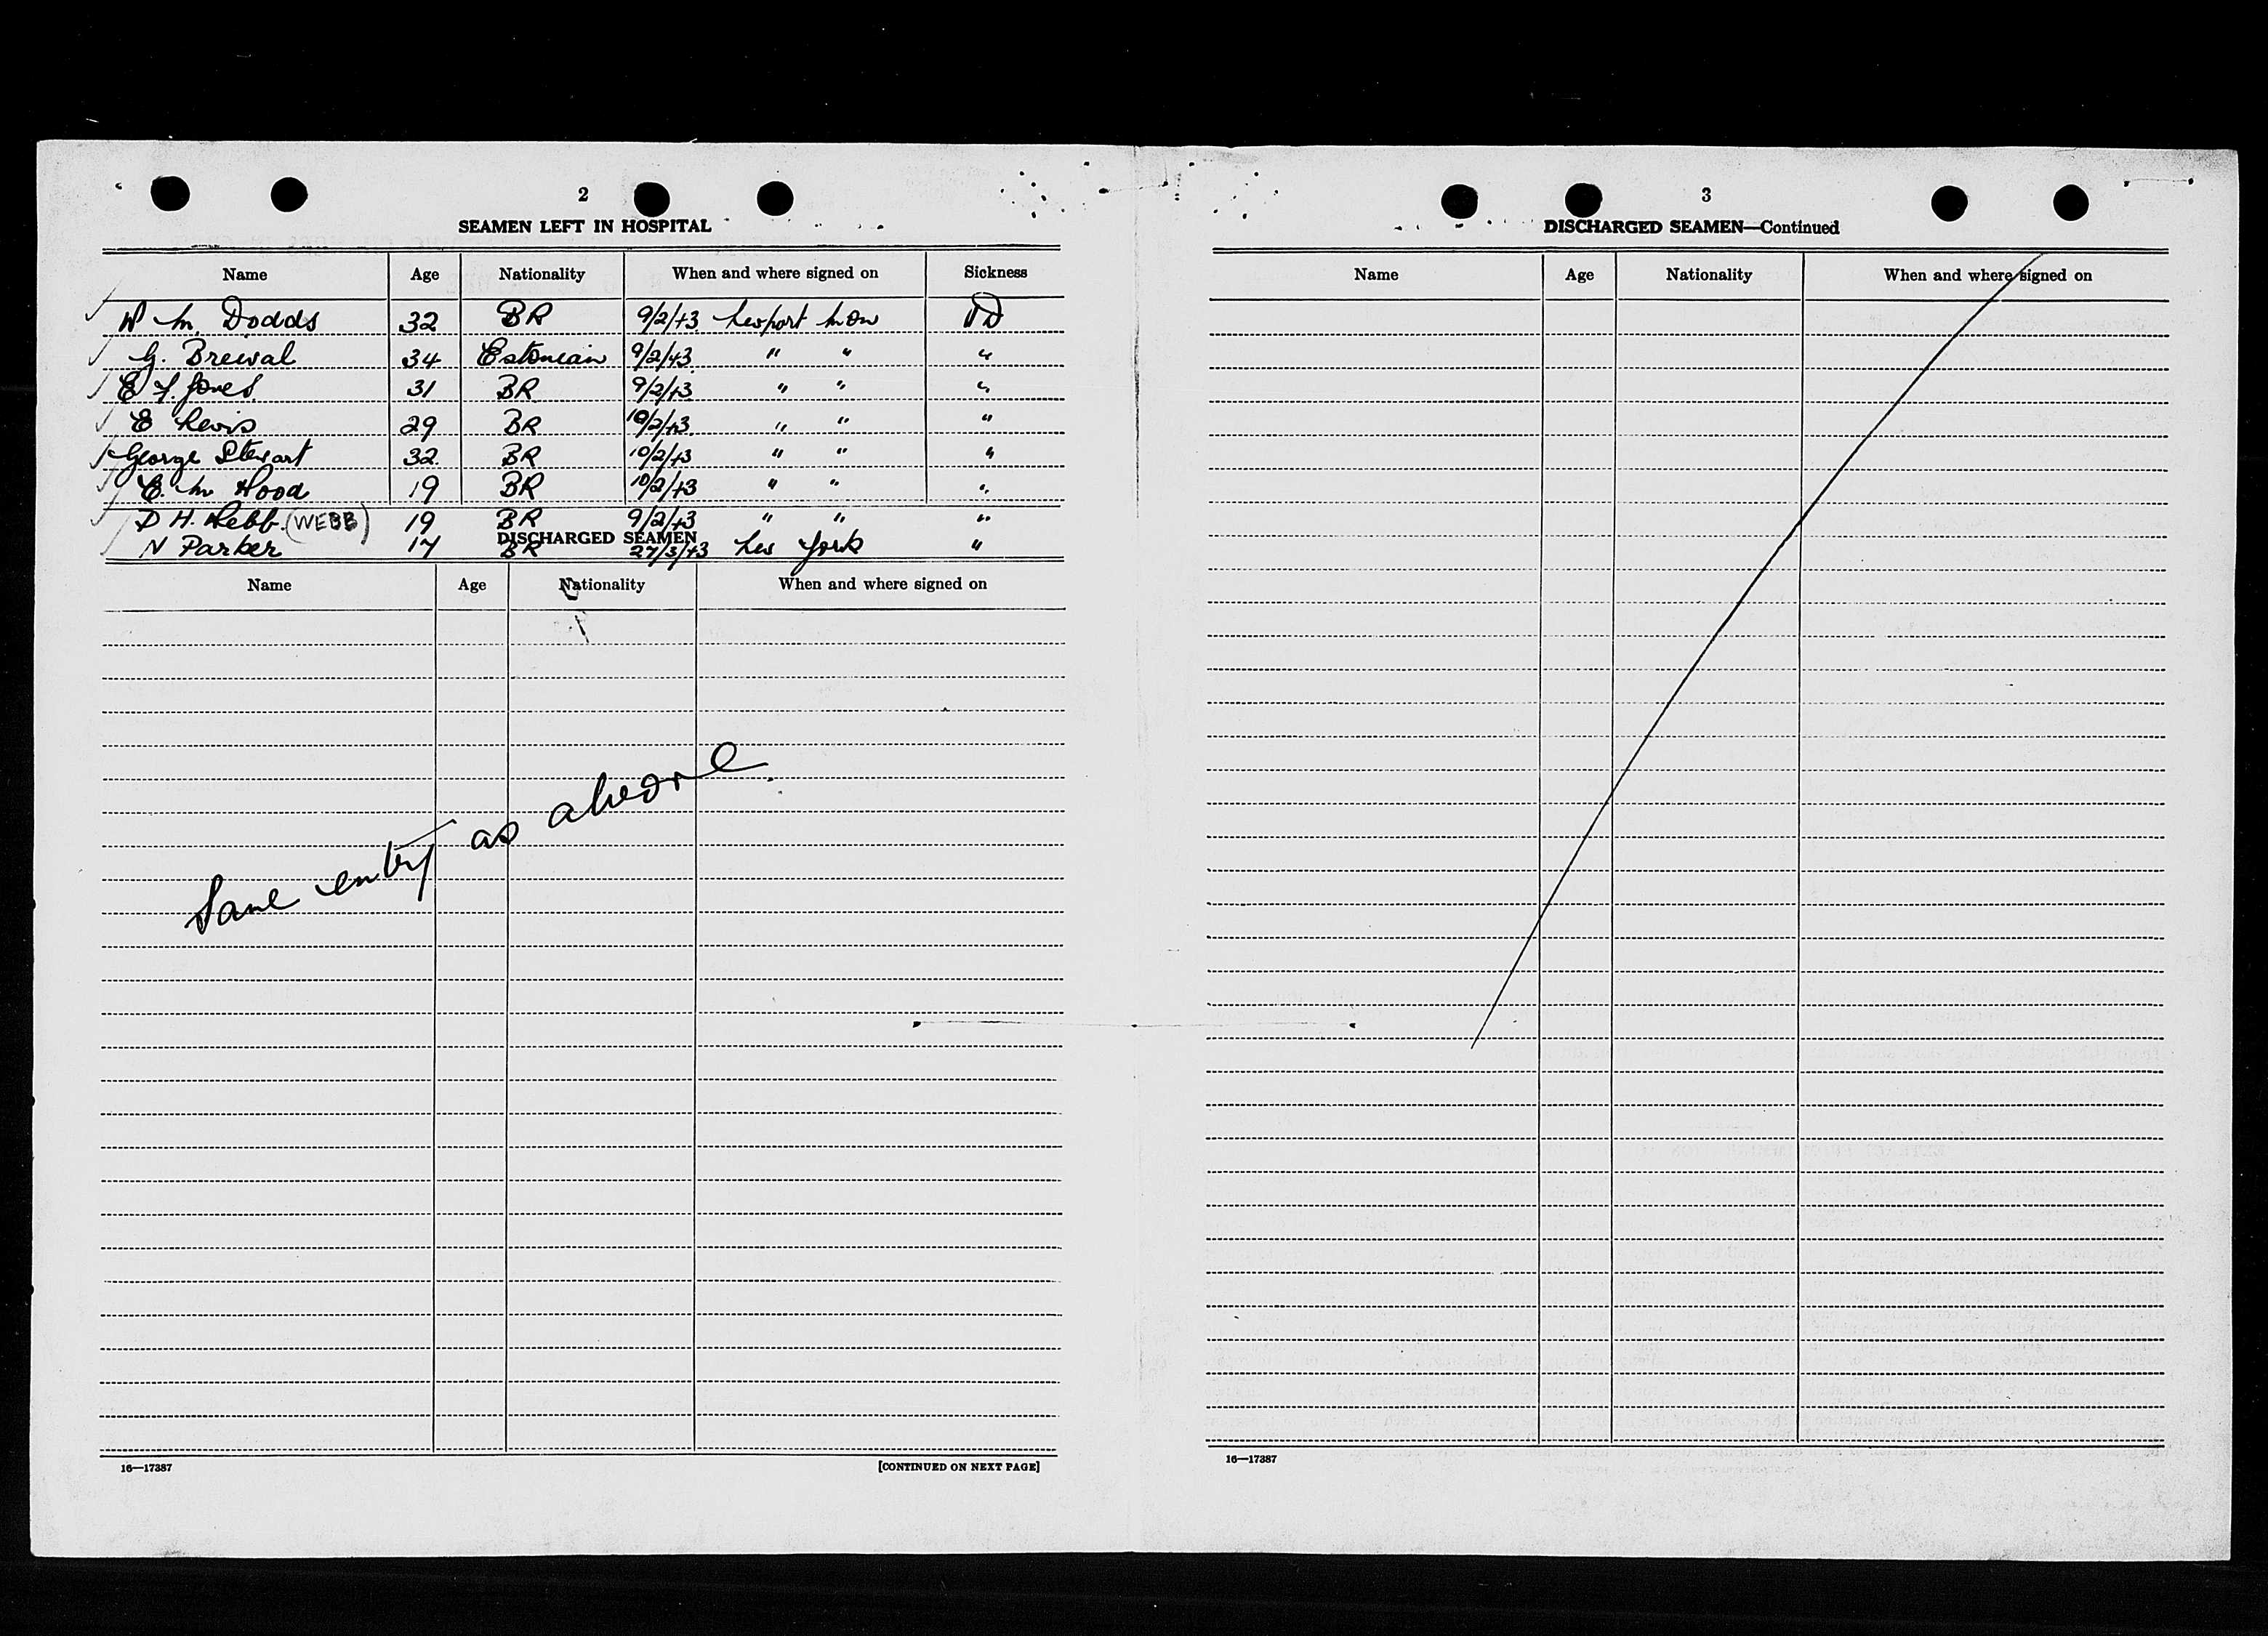 2
SEAMEN LEFT IN HOSPITAL
Name Age Nationality When and where signed on Sickness
W M. Dodds 32 BR 9/2/43 Newport Mon VD
G. Brewal 34 Estonian 9/2/43 " " "
E F. Jones. 31 BR 9/2/43 " " "
E Lewis 29 BR 10/2/43 " " "
George Stewart 32. BR 10/2/43 " " "
E. M Hood 19 BR 10/2/43 " " "
D H. Webb. (WEBB) 19 BR 9/2/43 " " "
DISCHARGED SEAMEN
N Parker 17 BR 27/3/43 New York "
Name Age Nationality When and where signed on
Same entry as above.
16—17387 [CONTINUED ON NEXT PAGE]
3
DISCHARGED SEAMEN—Continued
Name Age Nationality When and where signed on
16—17387